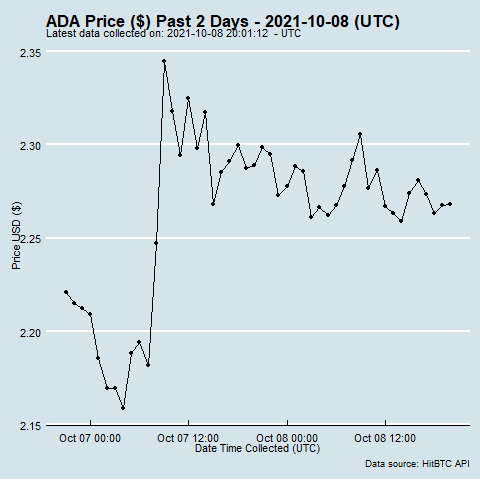 ADA Price ($) Past 2 Days - 2021-10-08 (UTC)
Latest data collected on: 2021-10-08 20:01:12 - UTC
2.35
2.30
2.25
2.20
2.15
Price USD ($)
Oct 07 00:00 Oct 07 12:00 Oct 08 00:00 Oct 08 12:00
Date Time Collected (UTC)
Data source: HitBTC API